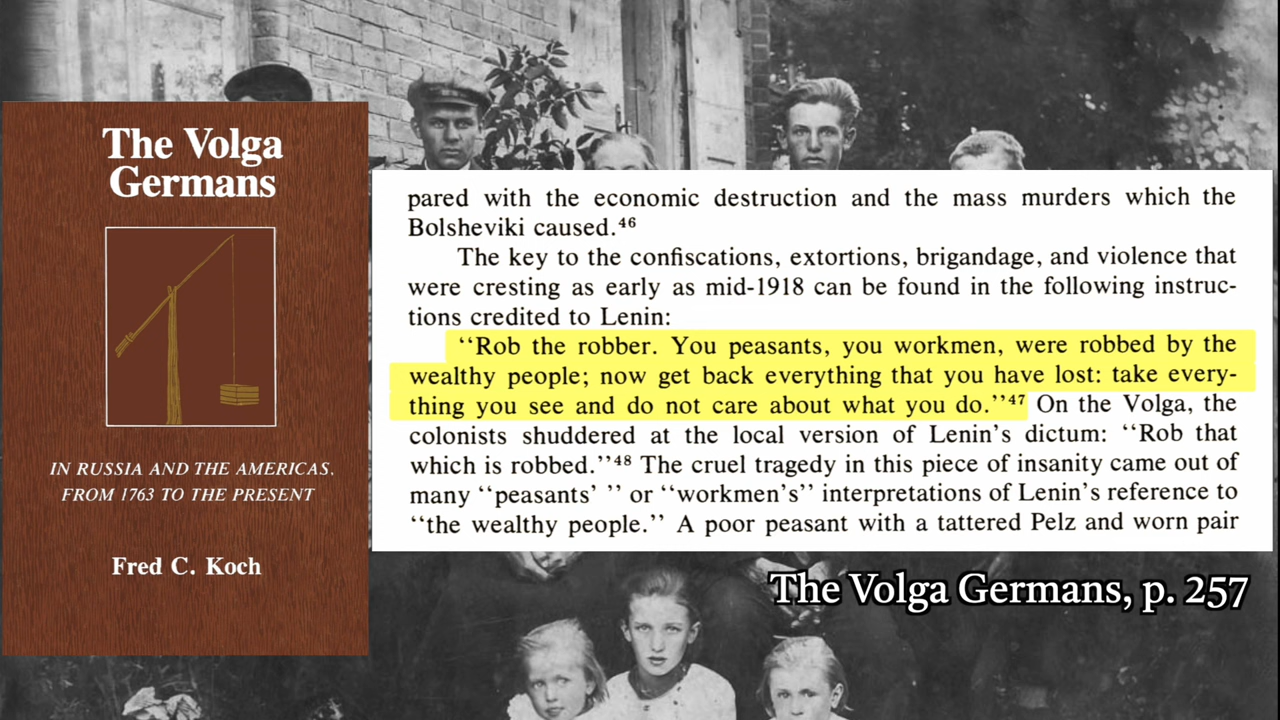 The Volga
Germans
IN RUSSIA AND THE AMERICAS,
FROM 1763 TO THE PRESENT
Fred C. Koch
pared with the economic destruction and the mass murders which the
Bolsheviki caused.⁴⁶
The key to the confiscations, extortions, brigandage, and violence that
were cresting as early as mid-1918 can be found in the following instruc-
tions credited to Lenin:
‘‘Rob the robber. You peasants, you workmen, were robbed by the
wealthy people; now get back everything that you have lost: take every-
thing you see and do not care about what you do.’’⁴⁷ On the Volga, the
colonists shuddered at the local version of Lenin’s dictum: ‘‘Rob that
which is robbed.’’⁴⁸ The cruel tragedy in this piece of insanity came out of
many ‘‘peasants’ ’’ or ‘‘workmen’s’’ interpretations of Lenin’s reference to
‘‘the wealthy people.’’ A poor peasant with a tattered Pelz and worn pair
The Volga Germans, p. 257